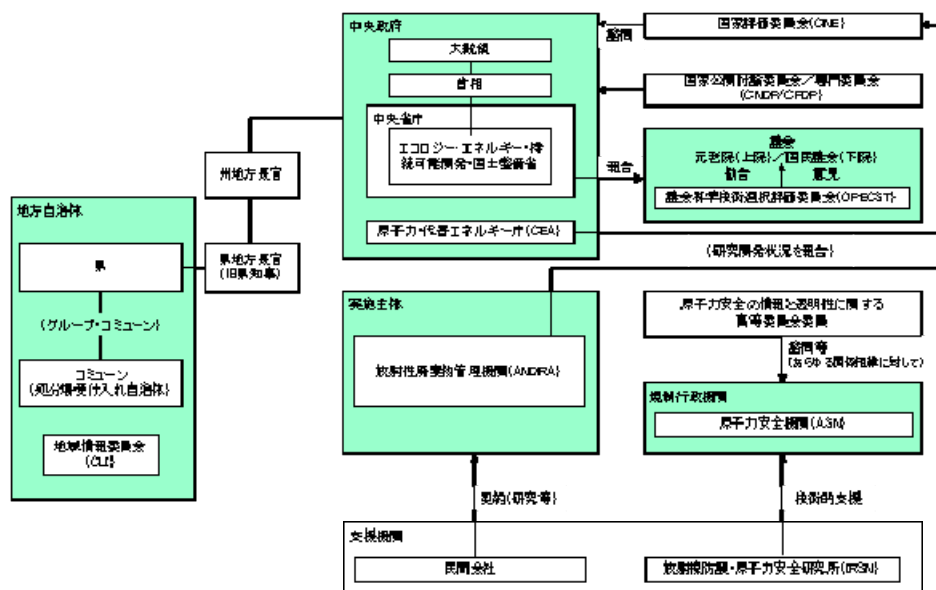 中央政府
大統領
首相
中央省庁
エコロジー・エネルギー・持
続可能開発・国土整備省
原子力・代替エネルギー庁(CEA)
諮問
国家評価委員会(CNE)
国家公開討論委員会/専門委員会
(CNDP/CPDP)
報告
議会
元老院(上院)/国民議会(下院)
勧告
意見
議会科学技術選択評価委員会(OPECST)
(研究開発状況を報告)
州地方長官
県地方長官
(旧県知事)
地方自治体
県
(グループ・コミューン)
コミューン
(処分場受け入れ自治体)
地域情報委員会
(CLI)
実施主体
放射性廃棄物管理機関(ANDRA)
原子力安全の情報と透明性に関する
高等委員会委員
諮問等
(あらゆる関係組織に対して)
規制行政機関
原子力安全機関(ASN)
契約(研究等)
技術的支援
支援機関
民間会社
放射線防護・原子力安全研究所(IRSN)